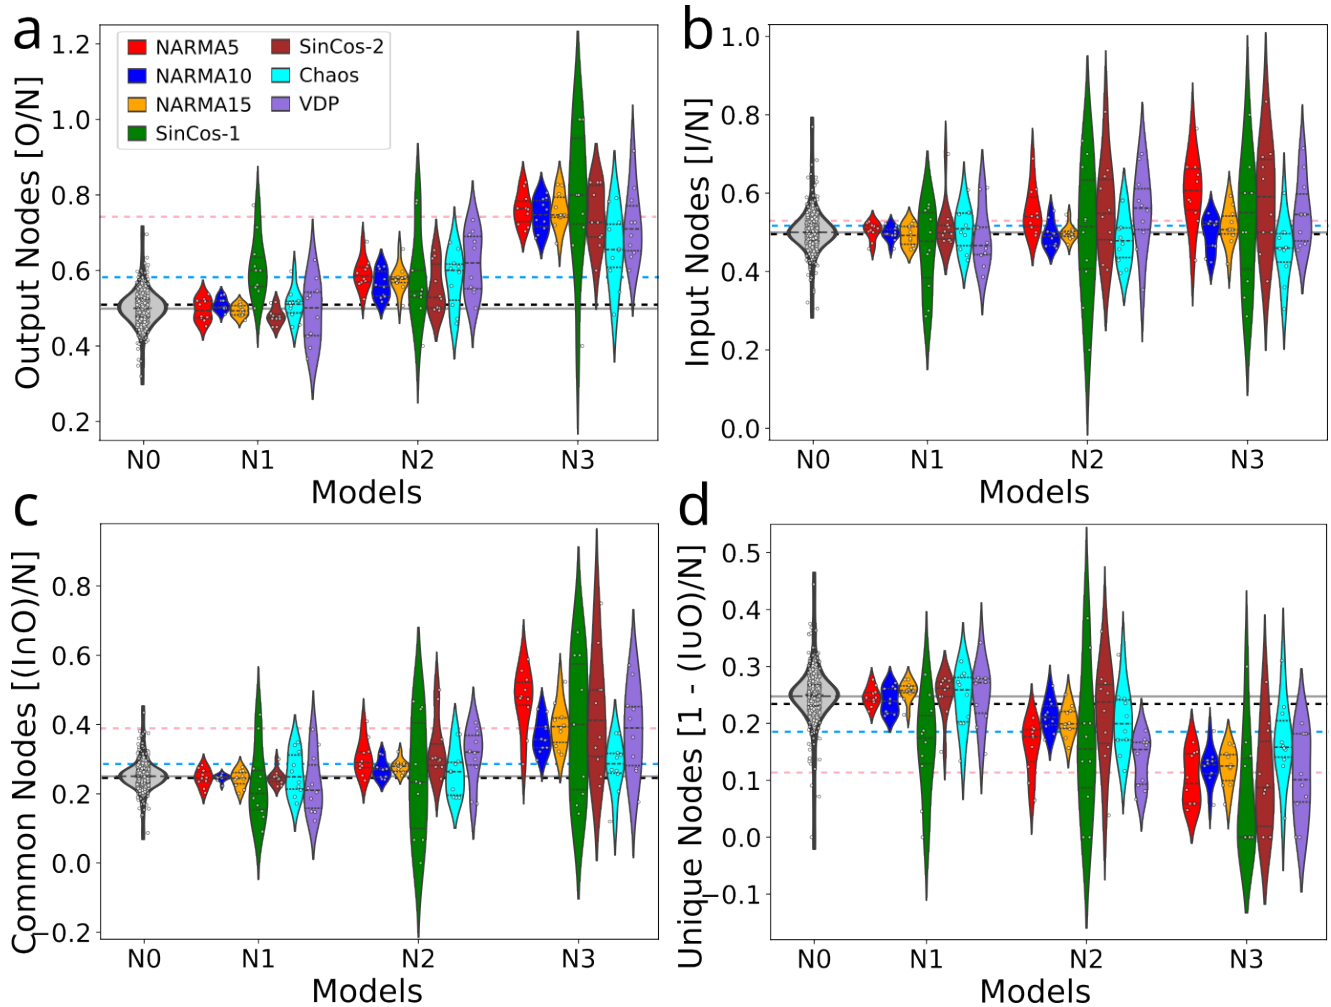 a
Output Nodes [O/N]
1.2
1.0
0.8
0.6
0.4
0.2
NARMA5
NARMA10
NARMA15
SinCos-1
SinCos-2
Chaos
VDP
N0 N1 N2 N3
Models
b
Input Nodes [I/N]
1.0
0.8
0.6
0.4
0.2
0.0
N0 N1 N2 N3
Models
c
Common Nodes [(InO)/N]
0.8
0.6
0.4
0.2
0.0
−0.2
N0 N1 N2 N3
Models
d
Unique Nodes [1 - (IuO)/N]
0.5
0.4
0.3
0.2
0.1
0.0
−0.1
N0 N1 N2 N3
Models